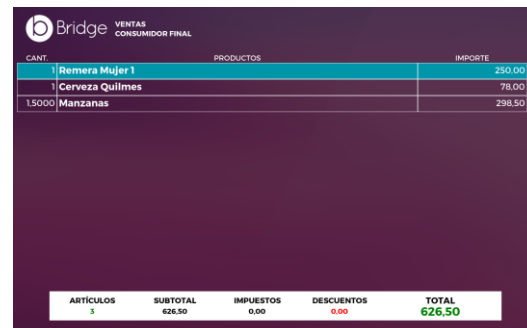 Bridge VENTAS
CONSUMIDOR FINAL
CANT. PRODUCTOS IMPORTE
1 Remera Mujer 1 250,00
1 Cerveza Quilmes 78,00
1,5000 Manzanas 298,50
ARTÍCULOS SUBTOTAL IMPUESTOS DESCUENTOS TOTAL
3 626,50 0,00 0,00 626,50